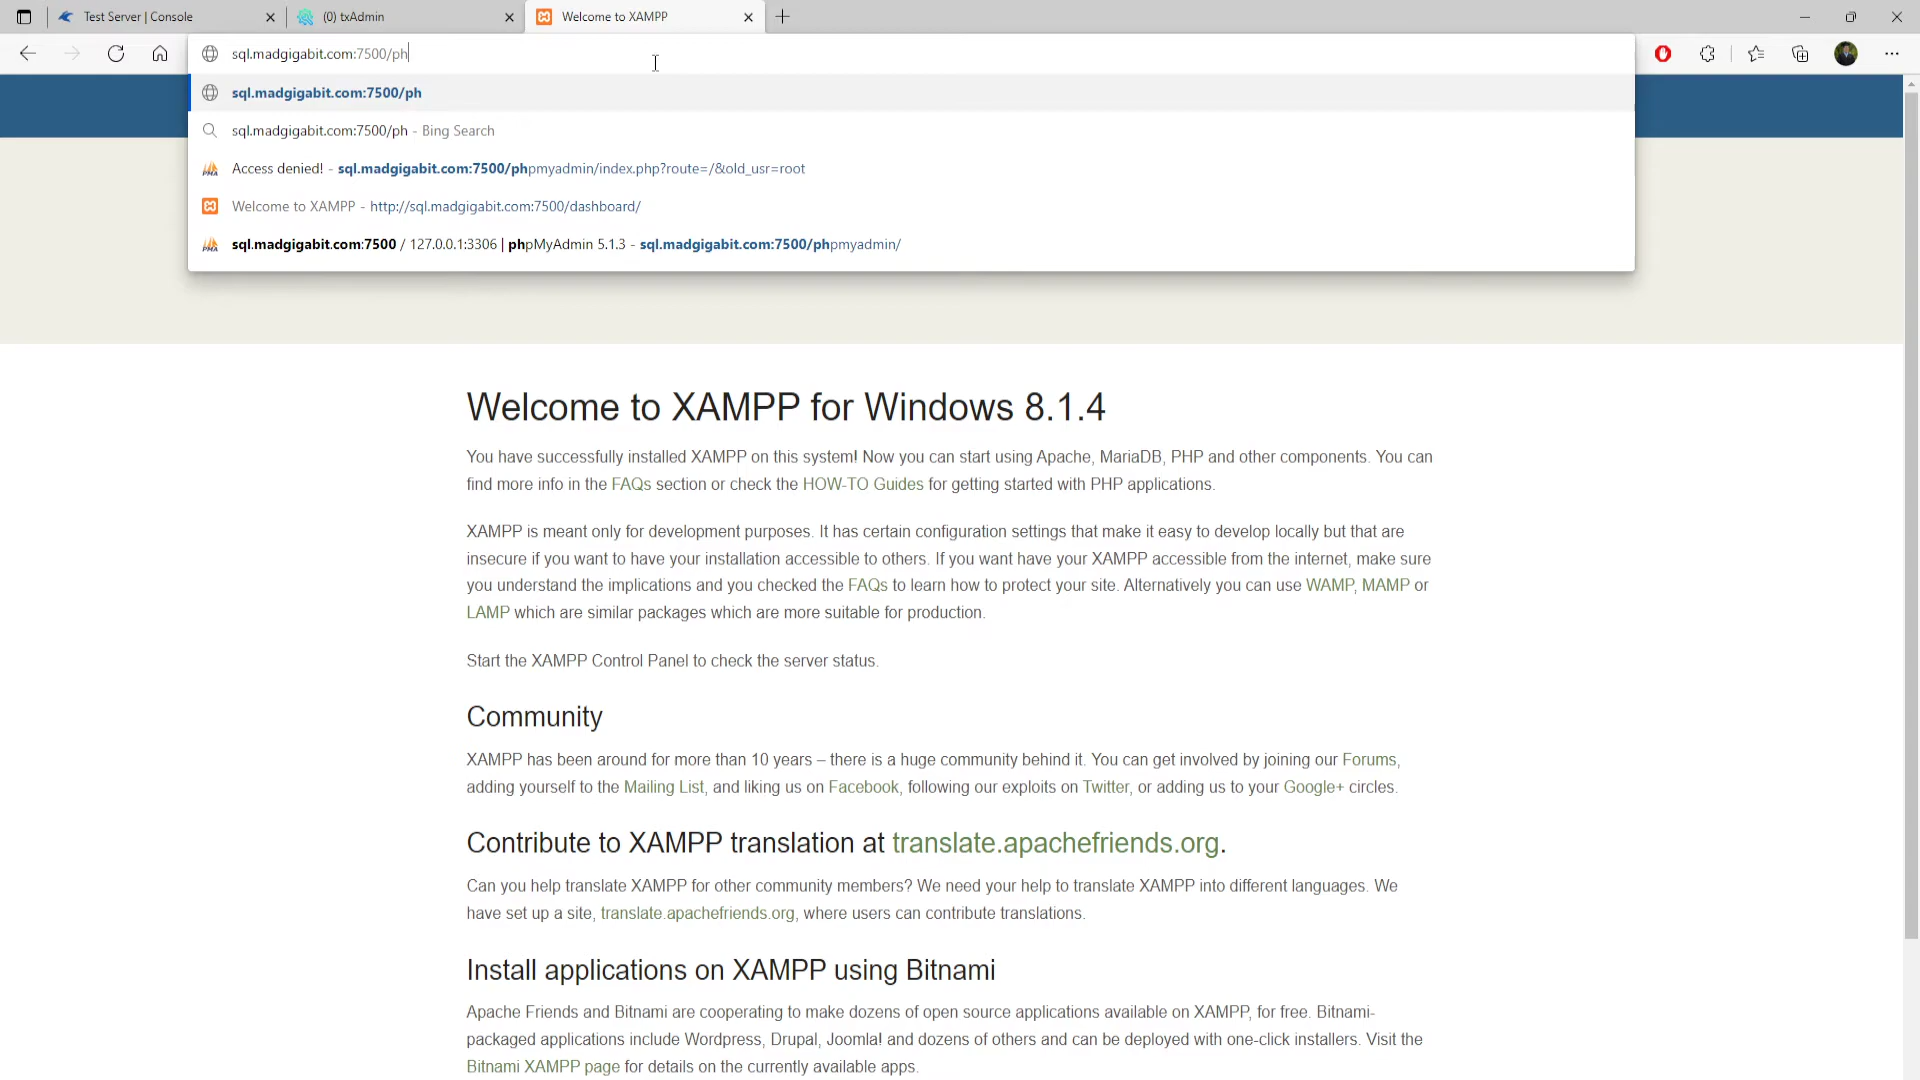 Test Server | Console
(0) txAdmin
Welcome to XAMPP
sql.madgigabit.com:7500/ph
sql.madgigabit.com:7500/ph
sql.madgigabit.com:7500/ph - Bing Search
Access denied! - sql.madgigabit.com:7500/phpmyadmin/index.php?route=/&old_usr=root
Welcome to XAMPP - http://sql.madgigabit.com:7500/dashboard/
sql.madgigabit.com:7500 / 127.0.0.1:3306 | phpMyAdmin 5.1.3 - sql.madgigabit.com:7500/phpmyadmin/
Welcome to XAMPP for Windows 8.1.4
You have successfully installed XAMPP on this system! Now you can start using Apache, MariaDB, PHP and other components. You can
find more info in the FAQs section or check the HOW-TO Guides for getting started with PHP applications.
XAMPP is meant only for development purposes. It has certain configuration settings that make it easy to develop locally but that are
insecure if you want to have your installation accessible to others. If you want have your XAMPP accessible from the internet, make sure
you understand the implications and you checked the FAQs to learn how to protect your site. Alternatively you can use WAMP, MAMP or
LAMP which are similar packages which are more suitable for production.
Start the XAMPP Control Panel to check the server status.
Community
XAMPP has been around for more than 10 years – there is a huge community behind it. You can get involved by joining our Forums,
adding yourself to the Mailing List, and liking us on Facebook, following our exploits on Twitter, or adding us to your Google+ circles.
Contribute to XAMPP translation at translate.apachefriends.org.
Can you help translate XAMPP for other community members? We need your help to translate XAMPP into different languages. We
have set up a site, translate.apachefriends.org, where users can contribute translations.
Install applications on XAMPP using Bitnami
Apache Friends and Bitnami are cooperating to make dozens of open source applications available on XAMPP, for free. Bitnami-
packaged applications include Wordpress, Drupal, Joomla! and dozens of others and can be deployed with one-click installers. Visit the
Bitnami XAMPP page for details on the currently available apps.